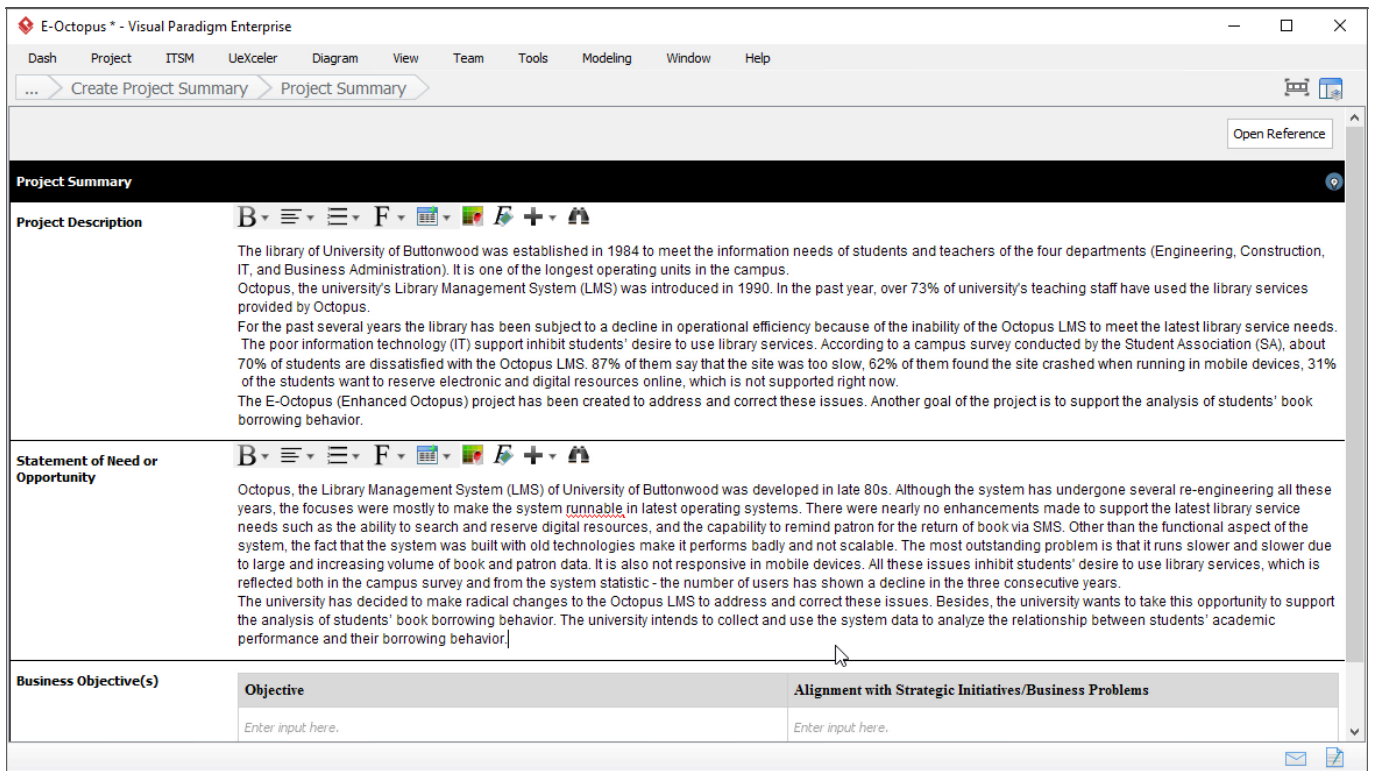 E-Octopus * - Visual Paradigm Enterprise
Dash Project ITSM UeXceler Diagram View Team Tools Modeling Window Help
... Create Project Summary Project Summary
Open Reference
Project Summary
Project Description
B F F
The library of University of Buttonwood was established in 1984 to meet the information needs of students and teachers of the four departments (Engineering, Construction,
IT, and Business Administration). It is one of the longest operating units in the campus.
Octopus, the university's Library Management System (LMS) was introduced in 1990. In the past year, over 73% of university's teaching staff have used the library services
provided by Octopus.
For the past several years the library has been subject to a decline in operational efficiency because of the inability of the Octopus LMS to meet the latest library service needs.
The poor information technology (IT) support inhibit students' desire to use library services. According to a campus survey conducted by the Student Association (SA), about
70% of students are dissatisfied with the Octopus LMS. 87% of them say that the site was too slow, 62% of them found the site crashed when running in mobile devices, 31%
of the students want to reserve electronic and digital resources online, which is not supported right now.
The E-Octopus (Enhanced Octopus) project has been created to address and correct these issues. Another goal of the project is to support the analysis of students' book
borrowing behavior.
Statement of Need or
Opportunity
B F F
Octopus, the Library Management System (LMS) of University of Buttonwood was developed in late 80s. Although the system has undergone several re-engineering all these
years, the focuses were mostly to make the system runnable in latest operating systems. There were nearly no enhancements made to support the latest library service
needs such as the ability to search and reserve digital resources, and the capability to remind patron for the return of book via SMS. Other than the functional aspect of the
system, the fact that the system was built with old technologies make it performs badly and not scalable. The most outstanding problem is that it runs slower and slower due
to large and increasing volume of book and patron data. It is also not responsive in mobile devices. All these issues inhibit students' desire to use library services, which is
reflected both in the campus survey and from the system statistic - the number of users has shown a decline in the three consecutive years.
The university has decided to make radical changes to the Octopus LMS to address and correct these issues. Besides, the university wants to take this opportunity to support
the analysis of students' book borrowing behavior. The university intends to collect and use the system data to analyze the relationship between students' academic
performance and their borrowing behavior.
Business Objective(s)
Objective Alignment with Strategic Initiatives/Business Problems
Enter input here. Enter input here.